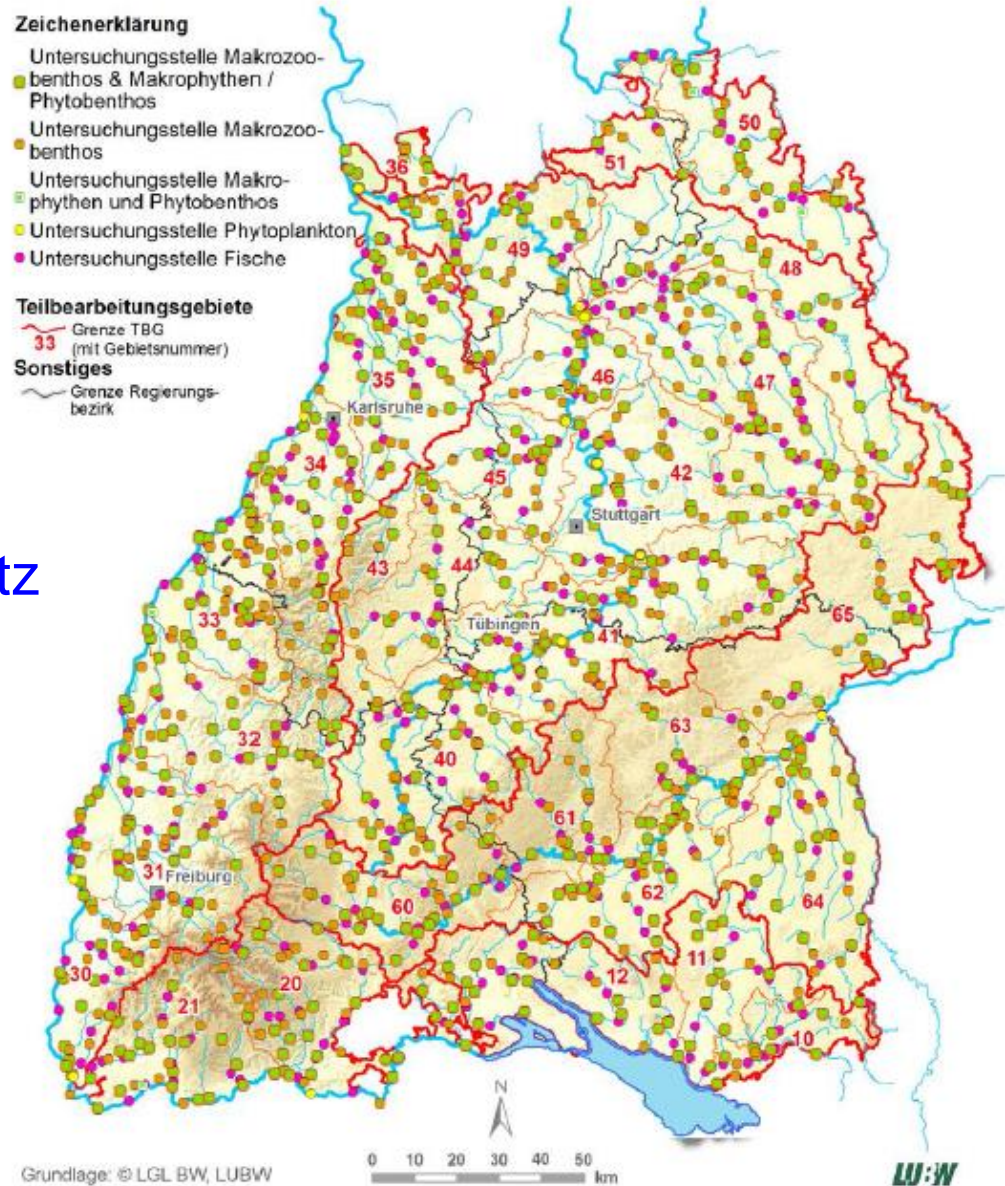 Zeichenerklärung
Untersuchungsstelle Makrozoo-
benthos & Makrophythen /
Phytobenthos
Untersuchungsstelle Makrozoo-
benthos
Untersuchungsstelle Makro-
phythen und Phytobenthos
Untersuchungsstelle Phytoplankton
Untersuchungsstelle Fische
Teilbearbeitungsgebiete
Grenze TBG
33 (mit Gebietsnummer)
Sonstiges
Grenze Regierungs-
bezirk
50
51
36
49
48
35
46
47
Karlsruhe
34
45
42
Stuttgart
43
44
tz
33
Tübingen
41
65
63
32
40
61
31
Freiburg
62
64
60
11
30
12
20
21
10
N
0 10 20 30 40 50
km
Grundlage: © LGL BW, LUBW
LU:W